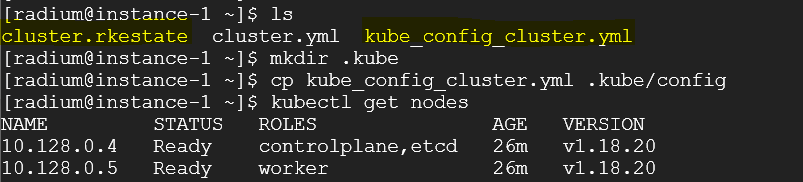 [radium@instance-1 ~]$ ls
cluster.rkestate  cluster.yml  kube_config_cluster.yml
[radium@instance-1 ~]$ mkdir .kube
[radium@instance-1 ~]$ cp kube_config_cluster.yml .kube/config
[radium@instance-1 ~]$ kubectl get nodes
NAME         STATUS   ROLES               AGE   VERSION
10.128.0.4   Ready    controlplane,etcd   26m   v1.18.20
10.128.0.5   Ready    worker              26m   v1.18.20